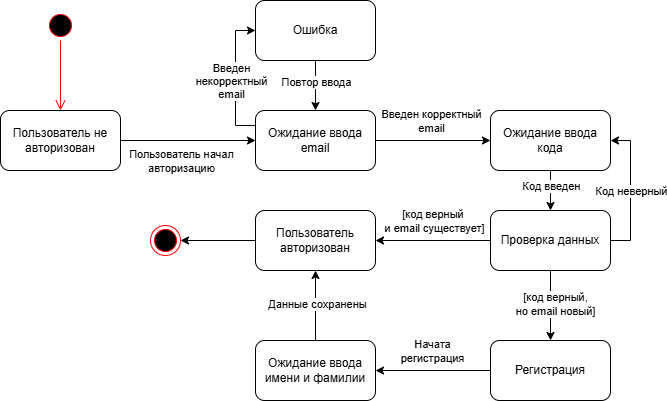 Ошибка
Введен
некорректный
email
Повтор ввода
Пользователь не
авторизован
Пользователь начал
авторизацию
Ожидание ввода
email
Введен корректный
email
Ожидание ввода
кода
Код введен
Код неверный
Пользователь
авторизован
[код верный
и email существует]
Проверка данных
Данные сохранены
[код верный,
но email новый]
Ожидание ввода
имени и фамилии
Начата
регистрация
Регистрация